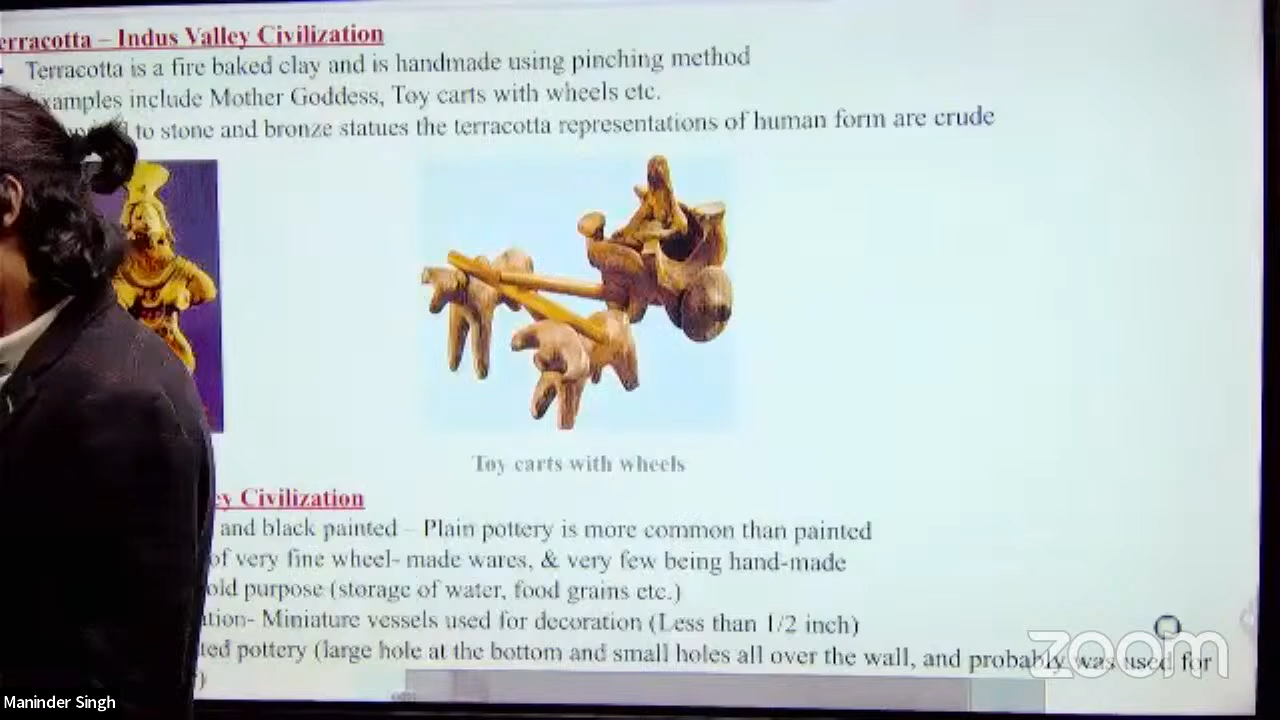 erracotta – Indus Valley Civilization
Terracotta is a fire baked clay and is handmade using pinching method
xamples include Mother Goddess, Toy carts with wheels etc.
to stone and bronze statues the terracotta representations of human form are crude
Toy carts with wheels
ey Civilization
and black painted – Plain pottery is more common than painted
of very fine wheel- made wares, & very few being hand-made
old purpose (storage of water, food grains etc.)
tion- Miniature vessels used for decoration (Less than 1/2 inch)
ted pottery (large hole at the bottom and small holes all over the wall, and probably was used for
)
zoom
Maninder Singh